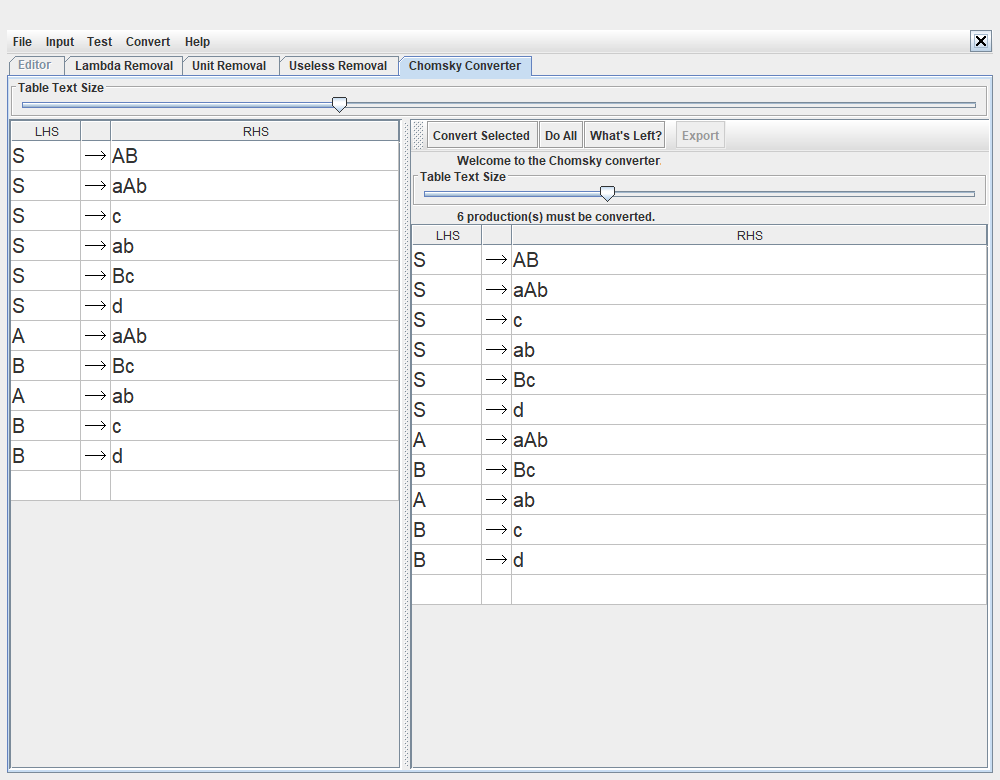 File Input Test Convert Help
Editor Lambda Removal Unit Removal Useless Removal Chomsky Converter
Table Text Size
LHS RHS
S → AB
S → aAb
S → c
S → ab
S → Bc
S → d
A → aAb
B → Bc
A → ab
B → c
B → d
Convert Selected Do All What's Left? Export
Welcome to the Chomsky converter.
Table Text Size
6 production(s) must be converted.
LHS RHS
S → AB
S → aAb
S → c
S → ab
S → Bc
S → d
A → aAb
B → Bc
A → ab
B → c
B → d